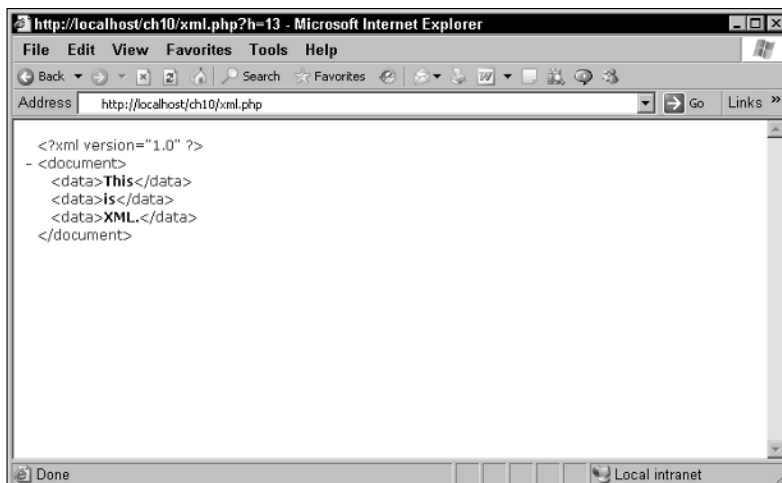 http://localhost/ch10/xml.php?h=13 - Microsoft Internet Explorer
File Edit View Favorites Tools Help
Back Search Favorites
Address http://localhost/ch10/xml.php Go Links »
<?xml version="1.0" ?>
- <document>
<data>This</data>
<data>is</data>
<data>XML.</data>
</document>
Done Local intranet